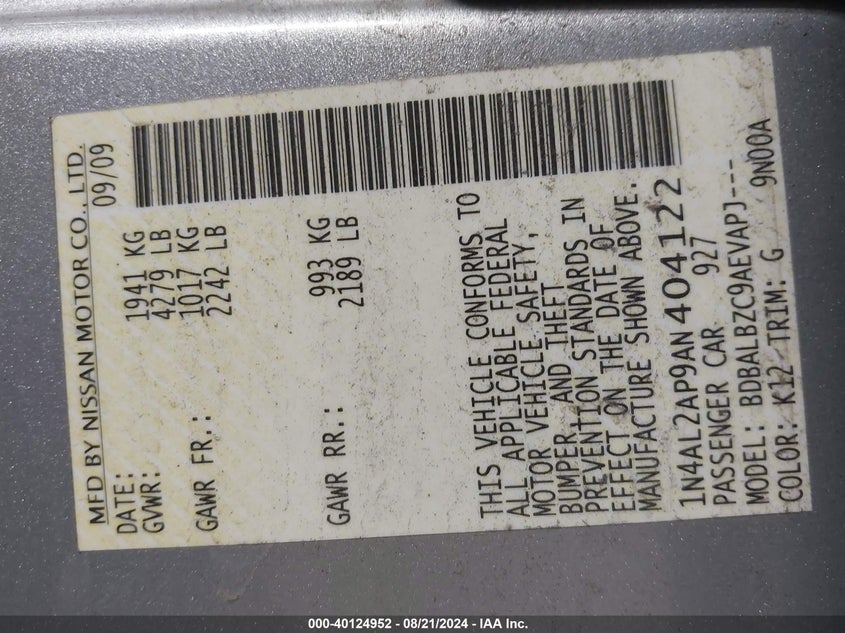 MFD BY NISSAN MOTOR CO., LTD.
DATE: 09/09
GVWR: 1941 KG
4279 LB
GAWR FR.: 1017 KG
2242 LB
GAWR RR.: 993 KG
2189 LB
THIS VEHICLE CONFORMS TO
ALL APPLICABLE FEDERAL
MOTOR VEHICLE SAFETY,
BUMPER, AND THEFT
PREVENTION STANDARDS IN
EFFECT ON THE DATE OF
MANUFACTURE SHOWN ABOVE.
1N4AL2AP9AN404122
PASSENGER CAR 927
MODEL: BDBALBZC9AEVAPJ---
COLOR: K12 TRIM: G 9N00A
000-40124952 - 08/21/2024 - IAA Inc.